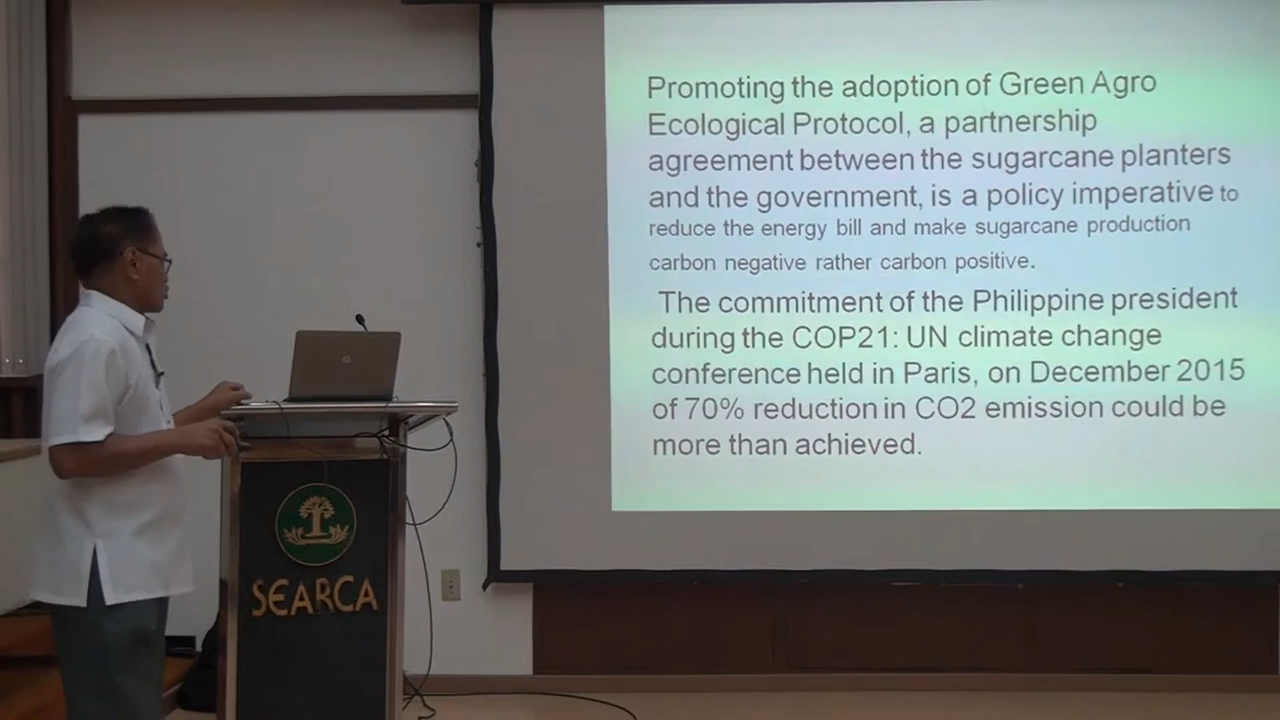 Promoting the adoption of Green Agro
Ecological Protocol, a partnership
agreement between the sugarcane planters
and the government, is a policy imperative to
reduce the energy bill and make sugarcane production
carbon negative rather carbon positive.
The commitment of the Philippine president
during the COP21: UN climate change
conference held in Paris, on December 2015
of 70% reduction in CO2 emission could be
more than achieved.
SEARCA